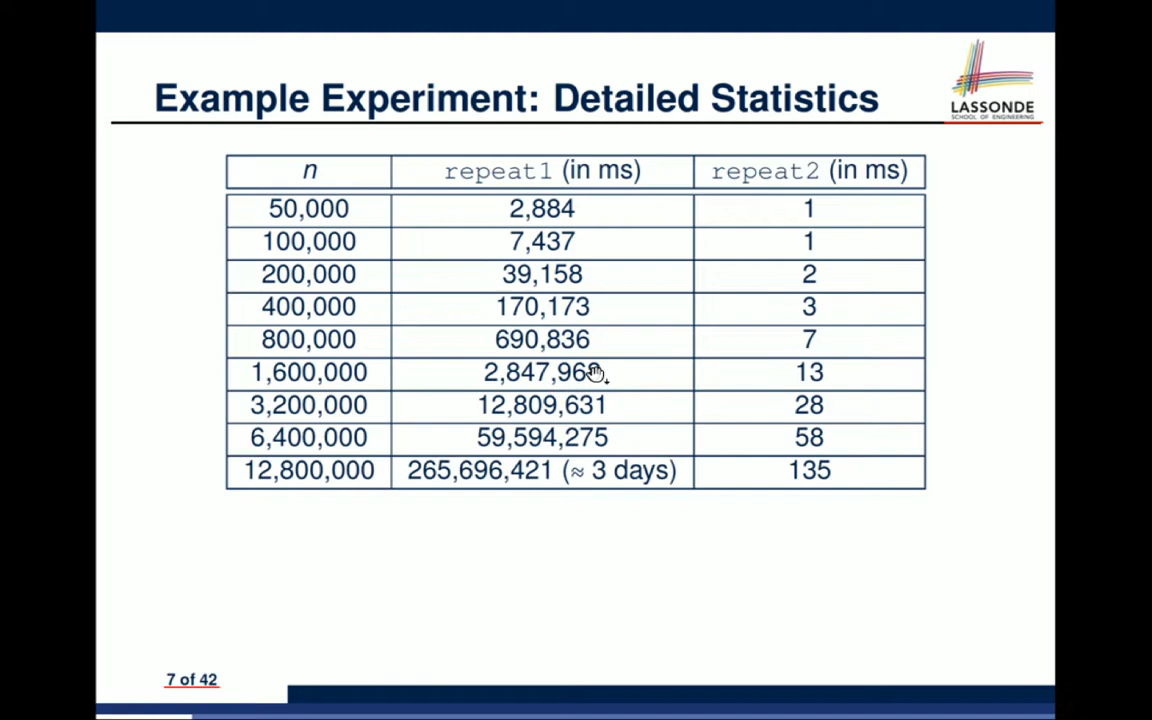 Example Experiment: Detailed Statistics
LASSONDE
SCHOOL OF ENGINEERING
n repeat1 (in ms) repeat2 (in ms)
50,000 2,884 1
100,000 7,437 1
200,000 39,158 2
400,000 170,173 3
800,000 690,836 7
1,600,000 13
3,200,000 12,809,631 28
6,400,000 59,594,275 58
12,800,000 265,696,421 (≈ 3 days) 135
7 of 42